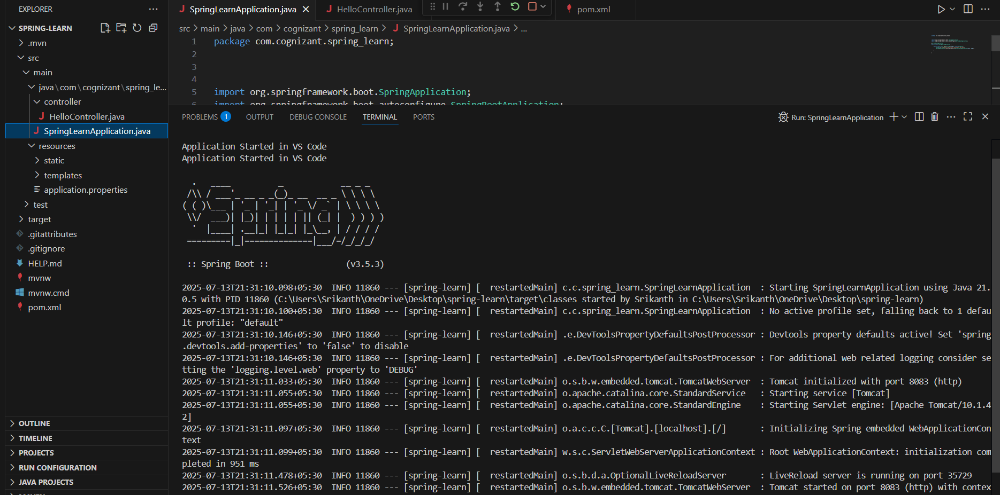 EXPLORER
SPRING-LEARN
.mvn
src
main
java\com\cognizant\spring_le...
controller
HelloController.java
SpringLearnApplication.java
resources
static
templates
application.properties
test
target
.gitattributes
.gitignore
HELP.md
mvnw
mvnw.cmd
pom.xml
OUTLINE
TIMELINE
PROJECTS
RUN CONFIGURATION
JAVA PROJECTS
SpringLearnApplication.java
HelloController.java
pom.xml
src > main > java > com > cognizant > spring_learn > SpringLearnApplication.java > ...
1 package com.cognizant.spring_learn;
2
3
4
5 import org.springframework.boot.SpringApplication;
6 import org.springframework.boot.autoconfigure.SpringBootApplication;
PROBLEMS 1 OUTPUT DEBUG CONSOLE TERMINAL PORTS
Run: SpringLearnApplication
Application Started in VS Code
Application Started in VS Code
  .   ____          _            __ _ _
 /\\ / ___'_ __ _ _(_)_ __  __ _ \ \ \ \
( ( )\___ | '_ | '_| | '_ \/ _` | \ \ \ \
 \\/  ___)| |_)| | | | | || (_| |  ) ) ) )
  '  |____| .__|_| |_|_| |_\__, | / / / /
 =========|_|==============|___/=/_/_/_/
:: Spring Boot ::                (v3.5.3)
2025-07-13T21:31:10.098+05:30  INFO 11860 --- [spring-learn] [  restartedMain] c.c.spring_learn.SpringLearnApplication  : Starting SpringLearnApplication using Java 21.
0.5 with PID 11860 (C:\Users\Srikanth\OneDrive\Desktop\spring-learn\target\classes started by Srikanth in C:\Users\Srikanth\OneDrive\Desktop\spring-learn)
2025-07-13T21:31:10.100+05:30  INFO 11860 --- [spring-learn] [  restartedMain] c.c.spring_learn.SpringLearnApplication  : No active profile set, falling back to 1 defau
lt profile: "default"
2025-07-13T21:31:10.146+05:30  INFO 11860 --- [spring-learn] [  restartedMain] .e.DevToolsPropertyDefaultsPostProcessor : Devtools property defaults active! Set 'spring
.devtools.add-properties' to 'false' to disable
2025-07-13T21:31:10.146+05:30  INFO 11860 --- [spring-learn] [  restartedMain] .e.DevToolsPropertyDefaultsPostProcessor : For additional web related logging consider se
tting the 'logging.level.web' property to 'DEBUG'
2025-07-13T21:31:11.033+05:30  INFO 11860 --- [spring-learn] [  restartedMain] o.s.b.w.embedded.tomcat.TomcatWebServer  : Tomcat initialized with port 8083 (http)
2025-07-13T21:31:11.055+05:30  INFO 11860 --- [spring-learn] [  restartedMain] o.apache.catalina.core.StandardService   : Starting service [Tomcat]
2025-07-13T21:31:11.055+05:30  INFO 11860 --- [spring-learn] [  restartedMain] o.apache.catalina.core.StandardEngine    : Starting Servlet engine: [Apache Tomcat/10.1.4
2]
2025-07-13T21:31:11.097+05:30  INFO 11860 --- [spring-learn] [  restartedMain] o.a.c.c.C.[Tomcat].[localhost].[/]       : Initializing Spring embedded WebApplicationCon
text
2025-07-13T21:31:11.099+05:30  INFO 11860 --- [spring-learn] [  restartedMain] w.s.c.ServletWebServerApplicationContext : Root WebApplicationContext: initialization com
pleted in 951 ms
2025-07-13T21:31:11.478+05:30  INFO 11860 --- [spring-learn] [  restartedMain] o.s.b.d.a.OptionalLiveReloadServer       : LiveReload server is running on port 35729
2025-07-13T21:31:11.526+05:30  INFO 11860 --- [spring-learn] [  restartedMain] o.s.b.w.embedded.tomcat.TomcatWebServer  : Tomcat started on port 8083 (http) with contex